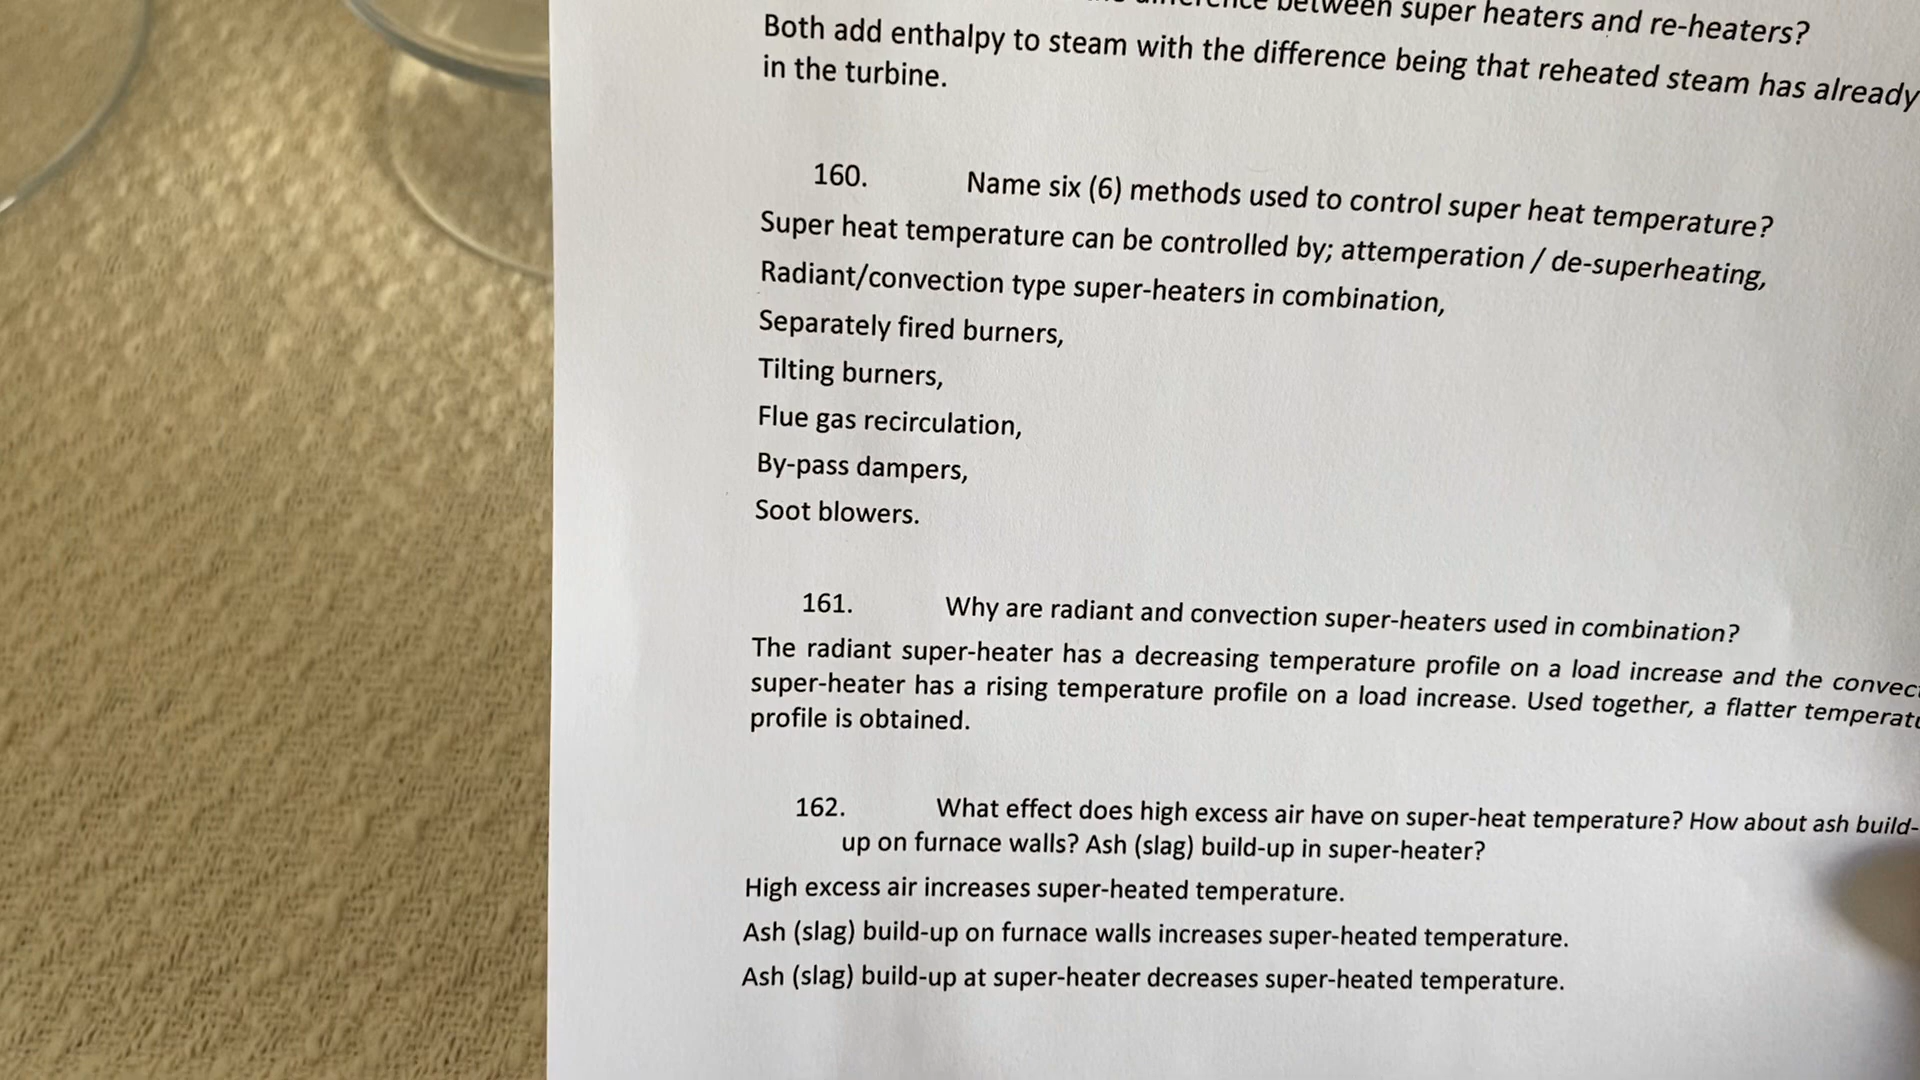 between super heaters and re-heaters?
Both add enthalpy to steam with the difference being that reheated steam has already
in the turbine.
160. Name six (6) methods used to control super heat temperature?
Super heat temperature can be controlled by; attemperation / de-superheating,
Radiant/convection type super-heaters in combination,
Separately fired burners,
Tilting burners,
Flue gas recirculation,
By-pass dampers,
Soot blowers.
161. Why are radiant and convection super-heaters used in combination?
The radiant super-heater has a decreasing temperature profile on a load increase and the
super-heater has a rising temperature profile on a load increase. Used together, a flatter
profile is obtained.
162. What effect does high excess air have on super-heat temperature? How about ash build-
up on furnace walls? Ash (slag) build-up in super-heater?
High excess air increases super-heated temperature.
Ash (slag) build-up on furnace walls increases super-heated temperature.
Ash (slag) build-up at super-heater decreases super-heated temperature.